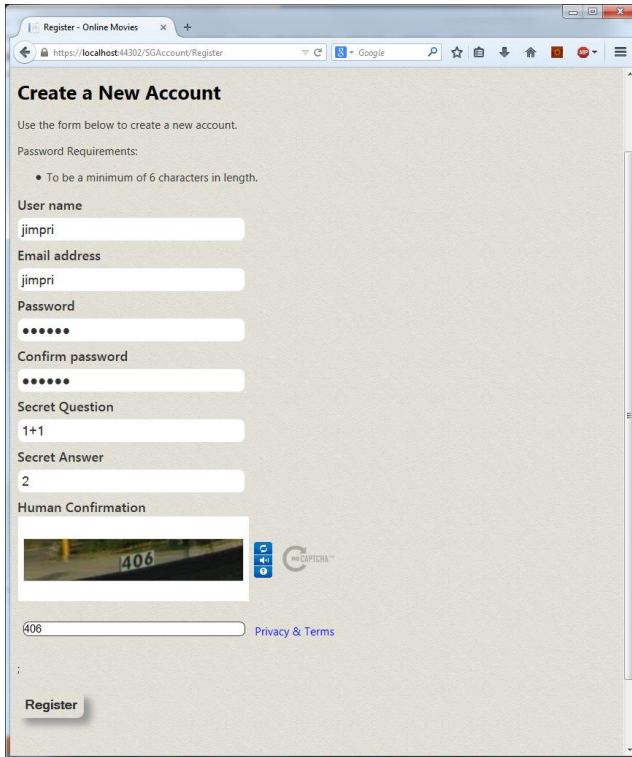 Register - Online Movies
https://localhost:44302/SGAccount/Register
Google
ABP
Create a New Account
Use the form below to create a new account.
Password Requirements:
To be a minimum of 6 characters in length.
User name
jimpri
Email address
jimpri
Password
Confirm password
Secret Question
1+1
Secret Answer
2
Human Confirmation
406
CAPTCHA
406
Privacy & Terms
;
Register